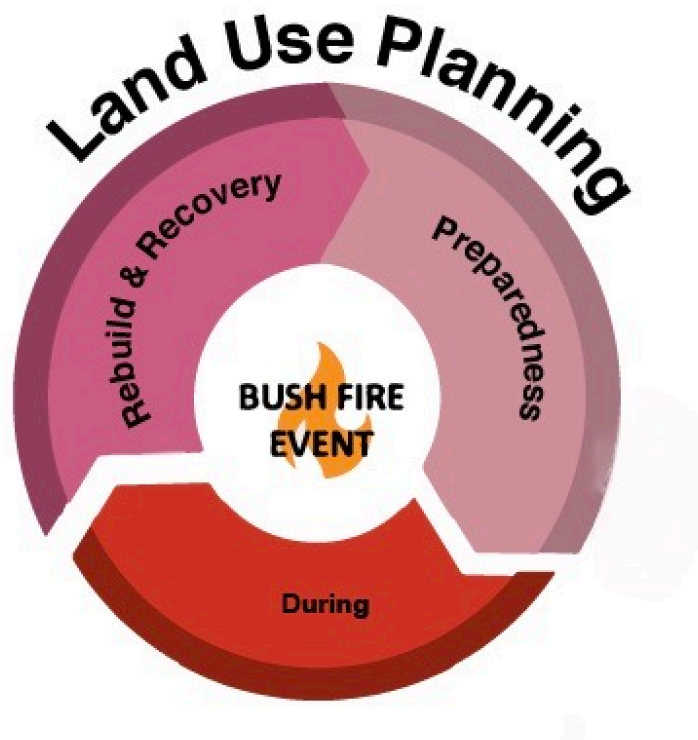 Land Use Planning
Rebuild & Recovery
Preparedness
BUSH FIRE
EVENT
During